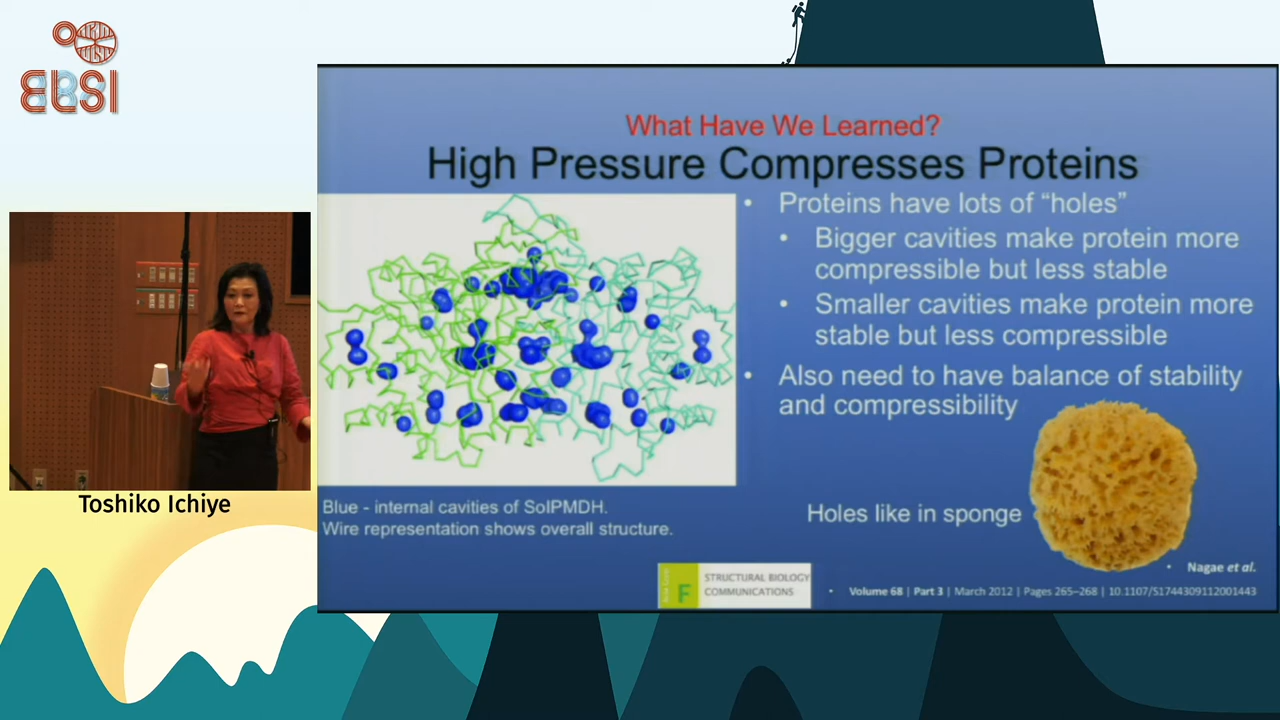 ELSI
What Have We Learned?
High Pressure Compresses Proteins
• Proteins have lots of “holes”
• Bigger cavities make protein more
compressible but less stable
• Smaller cavities make protein more
stable but less compressible
• Also need to have balance of stability
and compressibility
Holes like in sponge
Blue - internal cavities of SoIPMDH.
Wire representation shows overall structure.
Toshiko Ichiye
F
STRUCTURAL BIOLOGY
COMMUNICATIONS
• Nagae et al.
• Volume 68 | Part 3 | March 2012 | Pages 265–268 | 10.1107/S1744309112001443